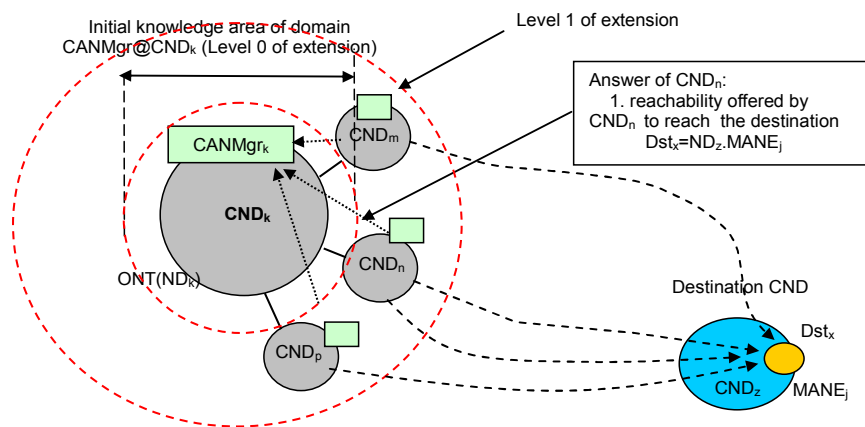 Initial knowledge area of domain
CANMgr@CNDk (Level 0 of extension)
Level 1 of extension
Answer of CNDn:
1. reachability offered by
CNDn to reach the destination
Dstx=NDz.MANEj
CNDm
CANMgrk
CNDk
CNDn
ONT(NDk)
Destination CND
Dstx
CNDp
CNDz
MANEj